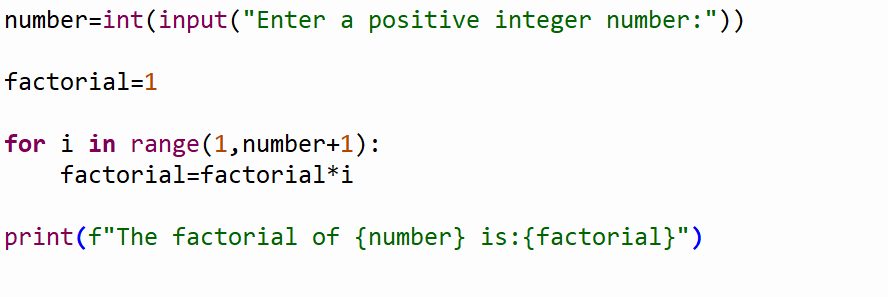 number=int(input("Enter a positive integer number:"))
factorial=1
for i in range(1,number+1):
    factorial=factorial*i
print(f"The factorial of {number} is:{factorial}")